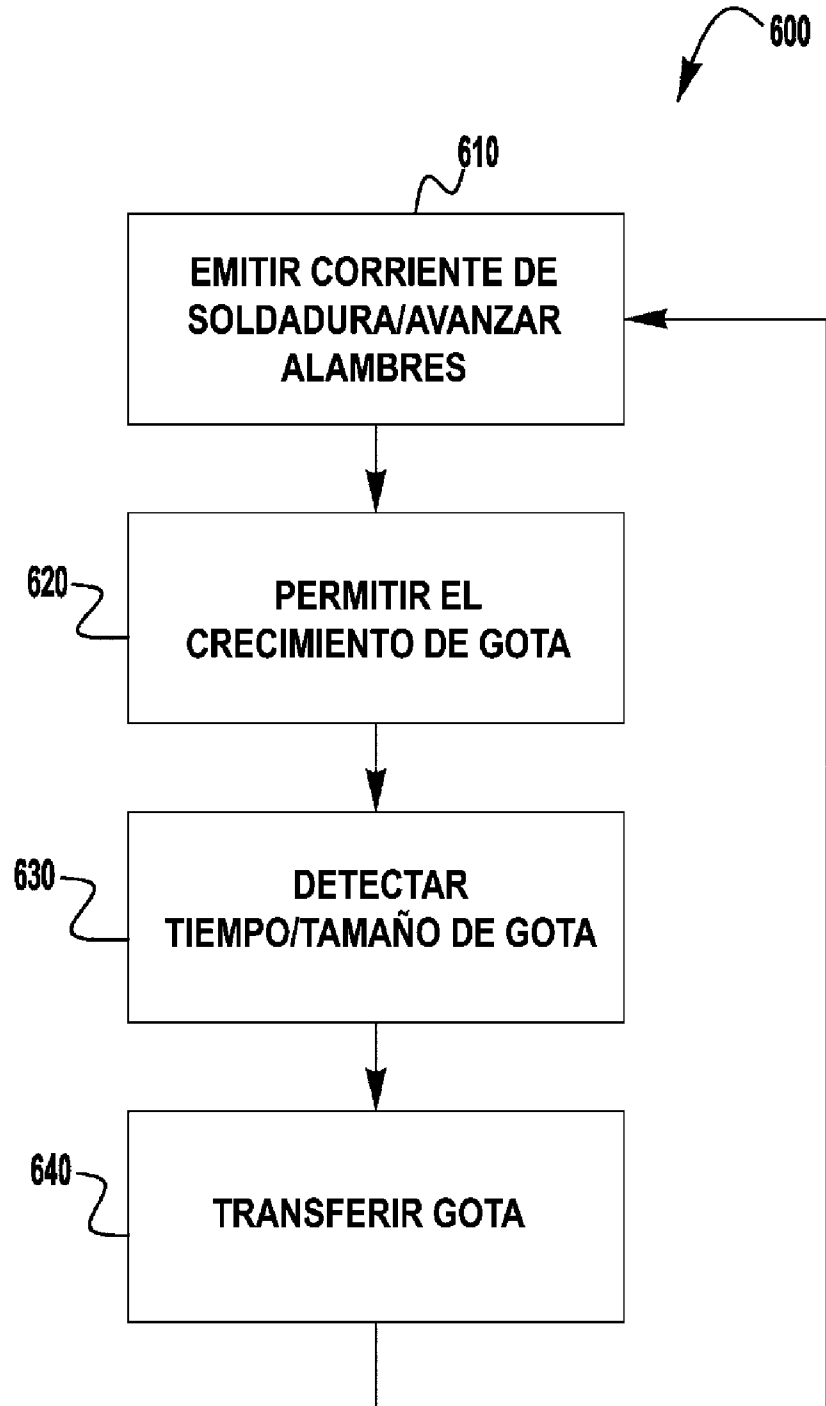 600
610
EMITIR CORRIENTE DE
SOLDADURA/AVANZAR
ALAMBRES
620
PERMITIR EL
CRECIMIENTO DE GOTA
630
DETECTAR
TIEMPO/TAMAÑO DE GOTA
640
TRANSFERIR GOTA